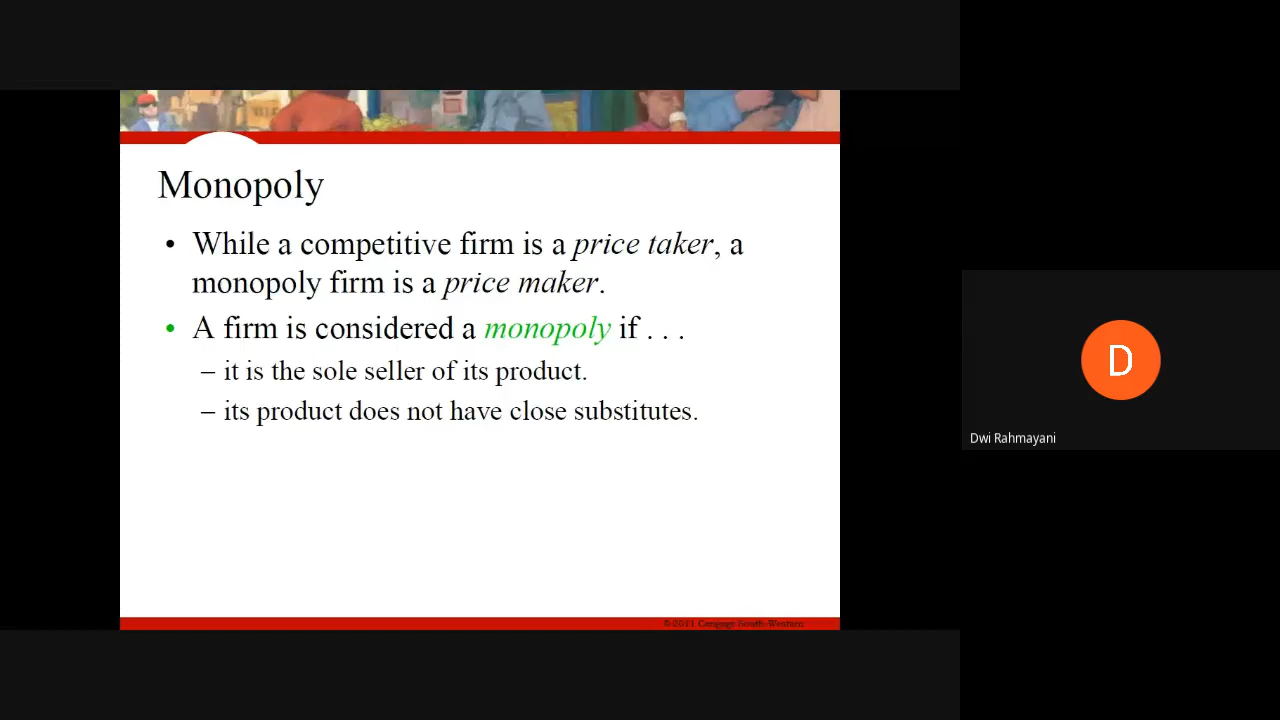 Monopoly
• While a competitive firm is a price taker, a
monopoly firm is a price maker.
• A firm is considered a monopoly if . . .
– it is the sole seller of its product.
– its product does not have close substitutes.
© 2011 Cengage South-Western
D
Dwi Rahmayani